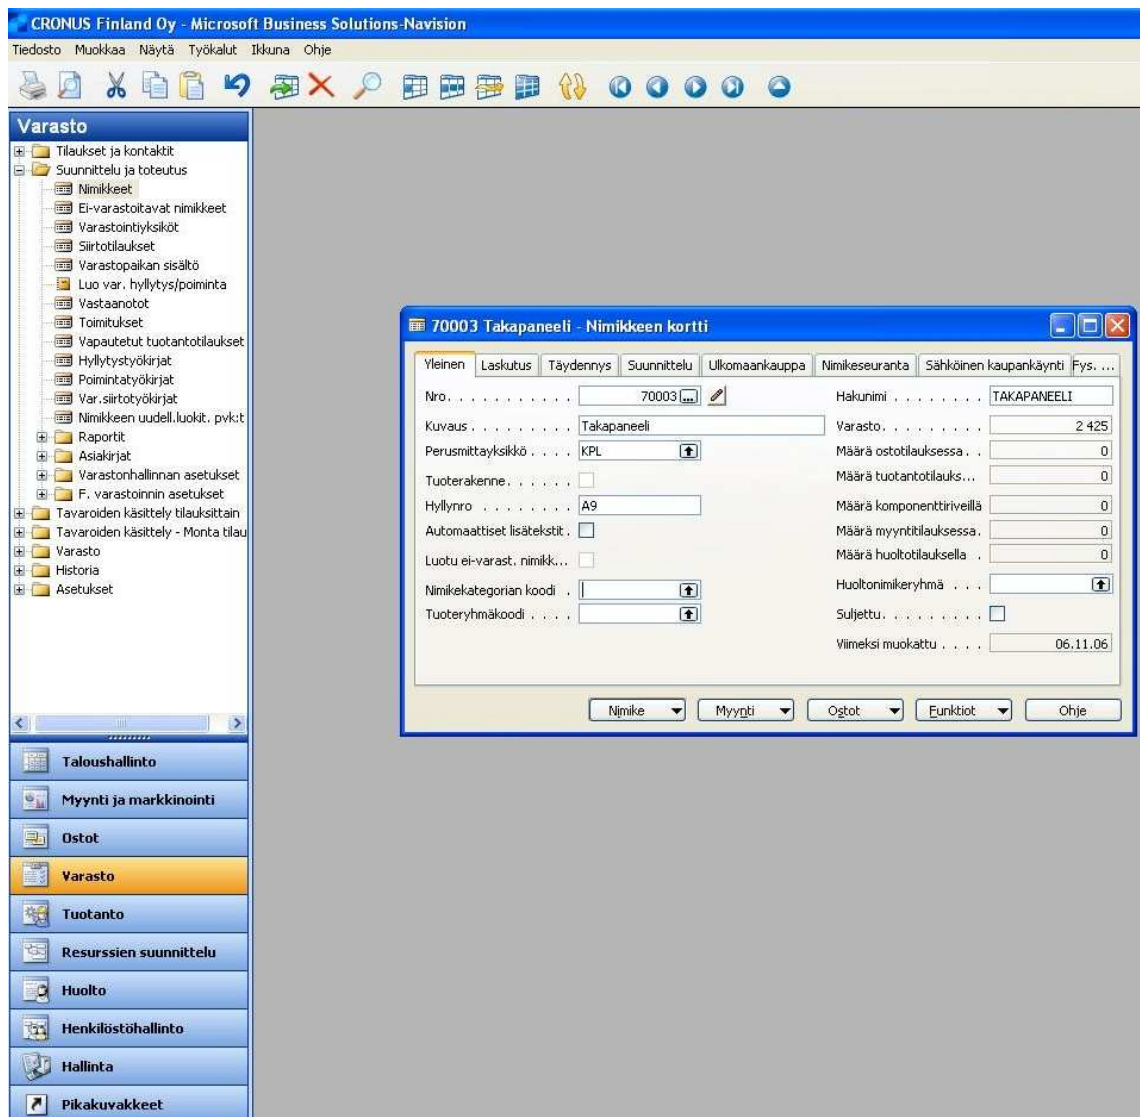 CRONUS Finland Oy - Microsoft Business Solutions-Navision
Tiedosto Muokkaa Näytä Työkalut Ikkuna Ohje
Varasto
Tilaukset ja kontaktit
Suunnittelu ja toteutus
Nimikkeet
Ei-varastoitavat nimikkeet
Varastointiyksiköt
Siirtotilaukset
Varastopaikan sisältö
Luo var. hyllytys/poiminta
Vastaanotot
Toimitukset
Vapautetut tuotantotilaukset
Hyllytystyökirjat
Poimintatyökirjat
Var.siirtotyökirjat
Nimikkeen uudell.luokit. pvk:t
Raportit
Asiakirjat
Varastonhallinnan asetukset
F. varastoinnin asetukset
Tavaroiden käsittely tilauksittain
Tavaroiden käsittely - Monta tilau
Varasto
Historia
Asetukset
Taloushallinto
Myynti ja markkinointi
Ostot
Varasto
Tuotanto
Resurssien suunnittelu
Huolto
Henkilöstöhallinto
Hallinta
Pikakuvakkeet
70003 Takapaneeli - Nimikkeen kortti
Yleinen Laskutus Täydennys Suunnittelu Ulkomaankauppa Nimikeseuranta Sähköinen kaupankäynti Fys. ...
Nro. . . . . . . . . . . . 70003 ...
Kuvaus . . . . . . . . . Takapaneeli
Perusmittayksikkö . . . . KPL
Tuoterakenne. . . . . . .
Hyllynro . . . . . . . . A9
Automaattiset lisätekstit .
Luotu ei-varast. nimikk...
Nimikekategorian koodi .
Tuoteryhmäkoodi . . . .
Hakunimi . . . . . . . . TAKAPANEELI
Varasto. . . . . . . . . 2 425
Määrä ostotilauksessa. . 0
Määrä tuotantotilauks... 0
Määrä komponenttiriveillä 0
Määrä myyntitilauksessa. 0
Määrä huoltotilauksella . 0
Huoltonimikeryhmä . . .
Suljettu. . . . . . . . .
Viimeksi muokattu . . . . 06.11.06
Nimike Myynti Ostot Funktiot Ohje